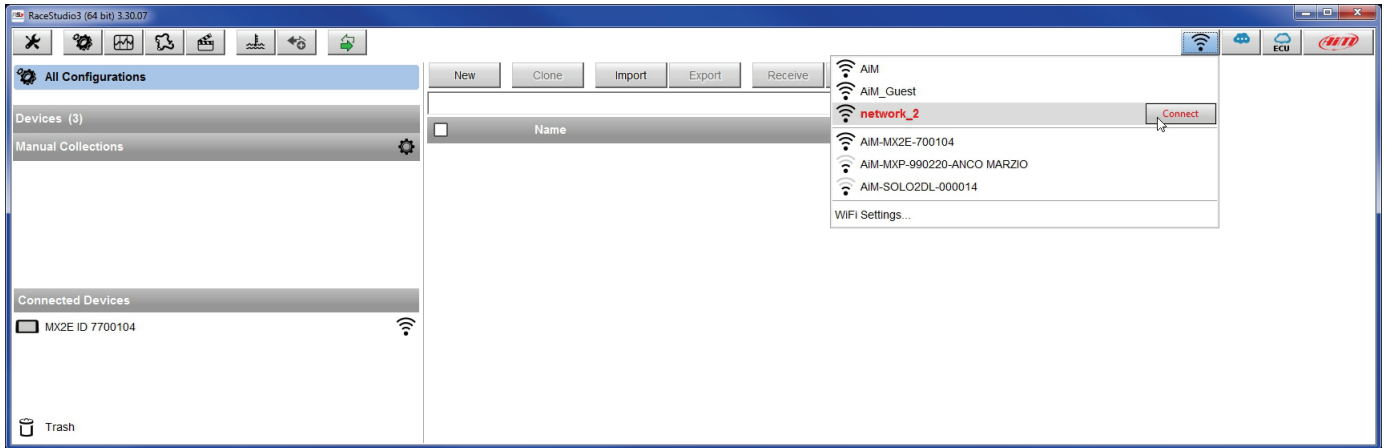 RaceStudio3 (64 bit) 3.30.07
ECU
AiM
All Configurations
New Clone Import Export Receive
Devices (3)
Name
Manual Collections
AiM
AiM_Guest
network_2 Connect
AiM-MX2E-700104
AiM-MXP-990220-ANCO MARZIO
AiM-SOLO2DL-000014
WiFi Settings...
Connected Devices
MX2E ID 7700104
Trash